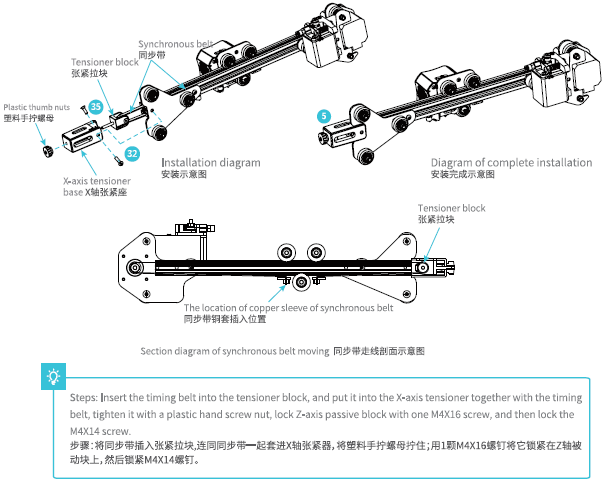 Synchronous belt
同步带
Tensioner block
张紧拉块
Plastic thumb nuts
塑料手拧螺母
35
32
X-axis tensioner
base X轴张紧座
Installation diagram
安装示意图
5
Diagram of complete installation
安装完成示意图
Tensioner block
张紧拉块
The location of copper sleeve of synchronous belt
同步带铜套插入位置
Section diagram of synchronous belt moving 同步带走线剖面示意图
Steps: Insert the timing belt into the tensioner block, and put it into the X-axis tensioner together with the timing
belt, tighten it with a plastic hand screw nut, lock Z-axis passive block with one M4X16 screw, and then lock the
M4X14 screw.
步骤:将同步带插入张紧拉块,连同同步带一起套进X轴张紧器,将塑料手拧螺母拧住;用1颗M4X16螺钉将它锁紧在Z轴被
动块上,然后锁紧M4X14螺钉。